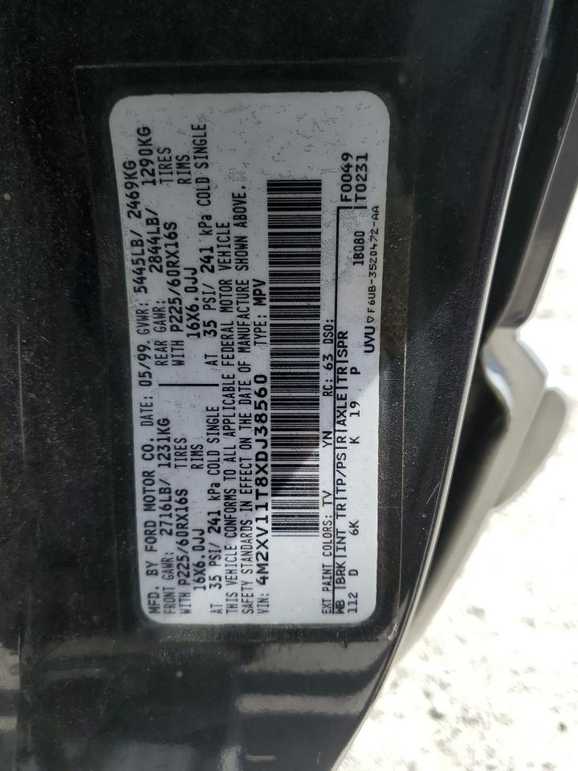 MFD. BY FORD MOTOR CO.
DATE: 05/99
GVWR: 5445LB/ 2469KG
FRONT GAWR: 2716LB/ 1231KG
REAR GAWR: 2844LB/ 1290KG
WITH P225/60RX16S TIRES
WITH P225/60RX16S TIRES
16X6.0JJ RIMS
16X6.0JJ RIMS
AT 35 PSI/ 241 kPa COLD SINGLE
AT 35 PSI/ 241 kPa COLD SINGLE
THIS VEHICLE CONFORMS TO ALL APPLICABLE FEDERAL MOTOR VEHICLE
SAFETY STANDARDS IN EFFECT ON THE DATE OF MANUFACTURE SHOWN ABOVE.
VIN: 4M2XV11T8XDJ38560
TYPE: MPV
F0049
T0231
EXT PAINT COLORS: TV YN RC: 63 DSO: 1B080
WB BRK INT TR TP/PS R AXLE TR SPR
112 D 6K K 19 P
UVU F6UB-3520472-AA